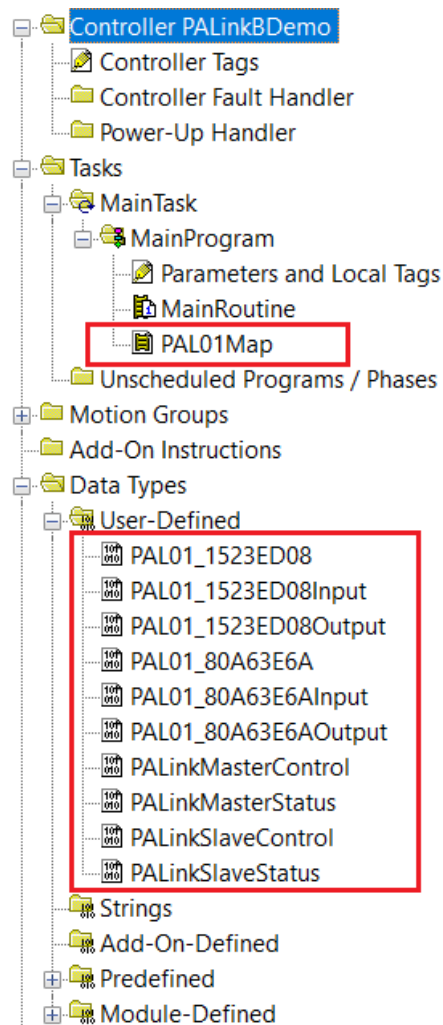 Controller PALinkBDemo
Controller Tags
Controller Fault Handler
Power-Up Handler
Tasks
MainTask
MainProgram
Parameters and Local Tags
MainRoutine
PAL01Map
Unscheduled Programs / Phases
Motion Groups
Add-On Instructions
Data Types
User-Defined
PAL01_1523ED08
PAL01_1523ED08Input
PAL01_1523ED08Output
PAL01_80A63E6A
PAL01_80A63E6AInput
PAL01_80A63E6AOutput
PALinkMasterControl
PALinkMasterStatus
PALinkSlaveControl
PALinkSlaveStatus
Strings
Add-On-Defined
Predefined
Module-Defined